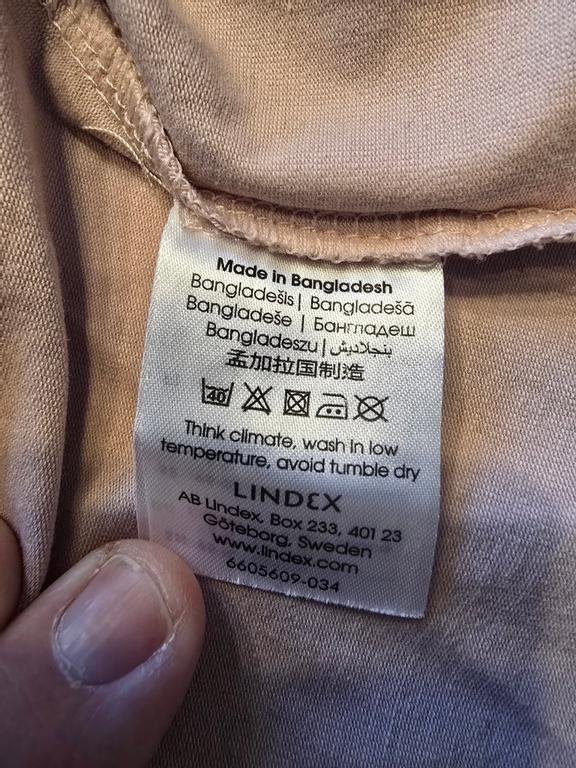 Made in Bangladesh
Bangladešis| Bangladešā
Bangladeše | Бангладеш
Bangladeszu | بنجلاديش
孟加拉国制造
40
Think climate, wash in low
temperature, avoid tumble dry
LINDEX
AB Lindex, Box 233, 401 23
Göteborg, Sweden
www.lindex.com
6605609-034